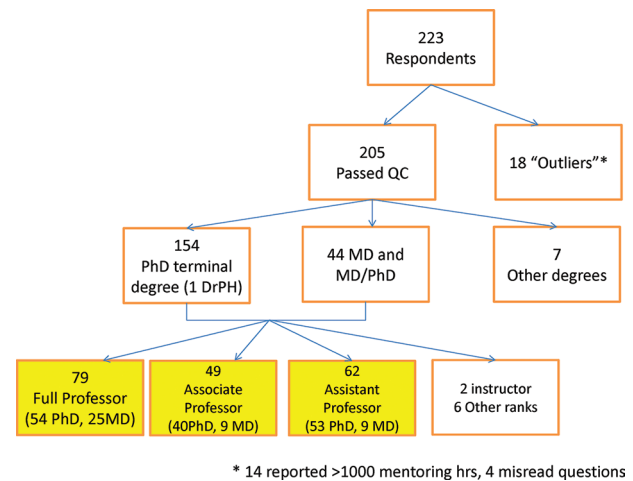 223
Respondents
205
Passed QC
18 “Outliers”*
154
PhD terminal
degree (1 DrPH)
44 MD and
MD/PhD
7
Other degrees
79
Full Professor
(54 PhD, 25MD)
49
Associate
Professor
(40PhD, 9 MD)
62
Assistant
Professor
(53 PhD, 9 MD)
2 instructor
6 Other ranks
* 14 reported >1000 mentoring hrs, 4 misread questions